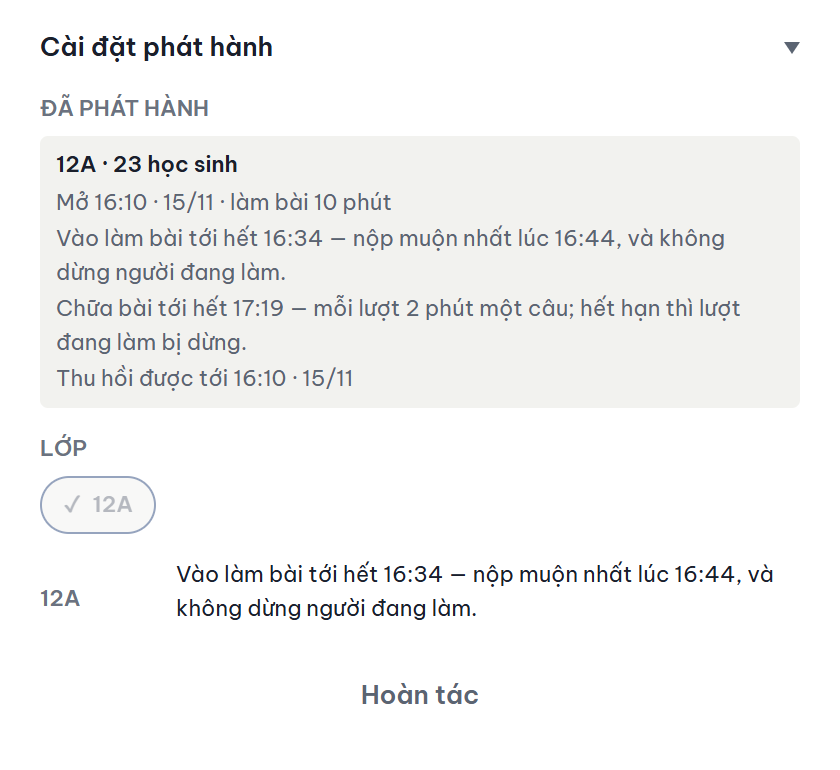 Cài đặt phát hành
ĐÃ PHÁT HÀNH
12A · 23 học sinh
Mở 16:10 · 15/11 · làm bài 10 phút
Vào làm bài tới hết 16:34 — nộp muộn nhất lúc 16:44, và không
dừng người đang làm.
Chữa bài tới hết 17:19 — mỗi lượt 2 phút một câu; hết hạn thì lượt
đang làm bị dừng.
Thu hồi được tới 16:10 · 15/11
LỚP
✓ 12A
Vào làm bài tới hết 16:34 — nộp muộn nhất lúc 16:44, và
12A
không dừng người đang làm.
Hoàn tác